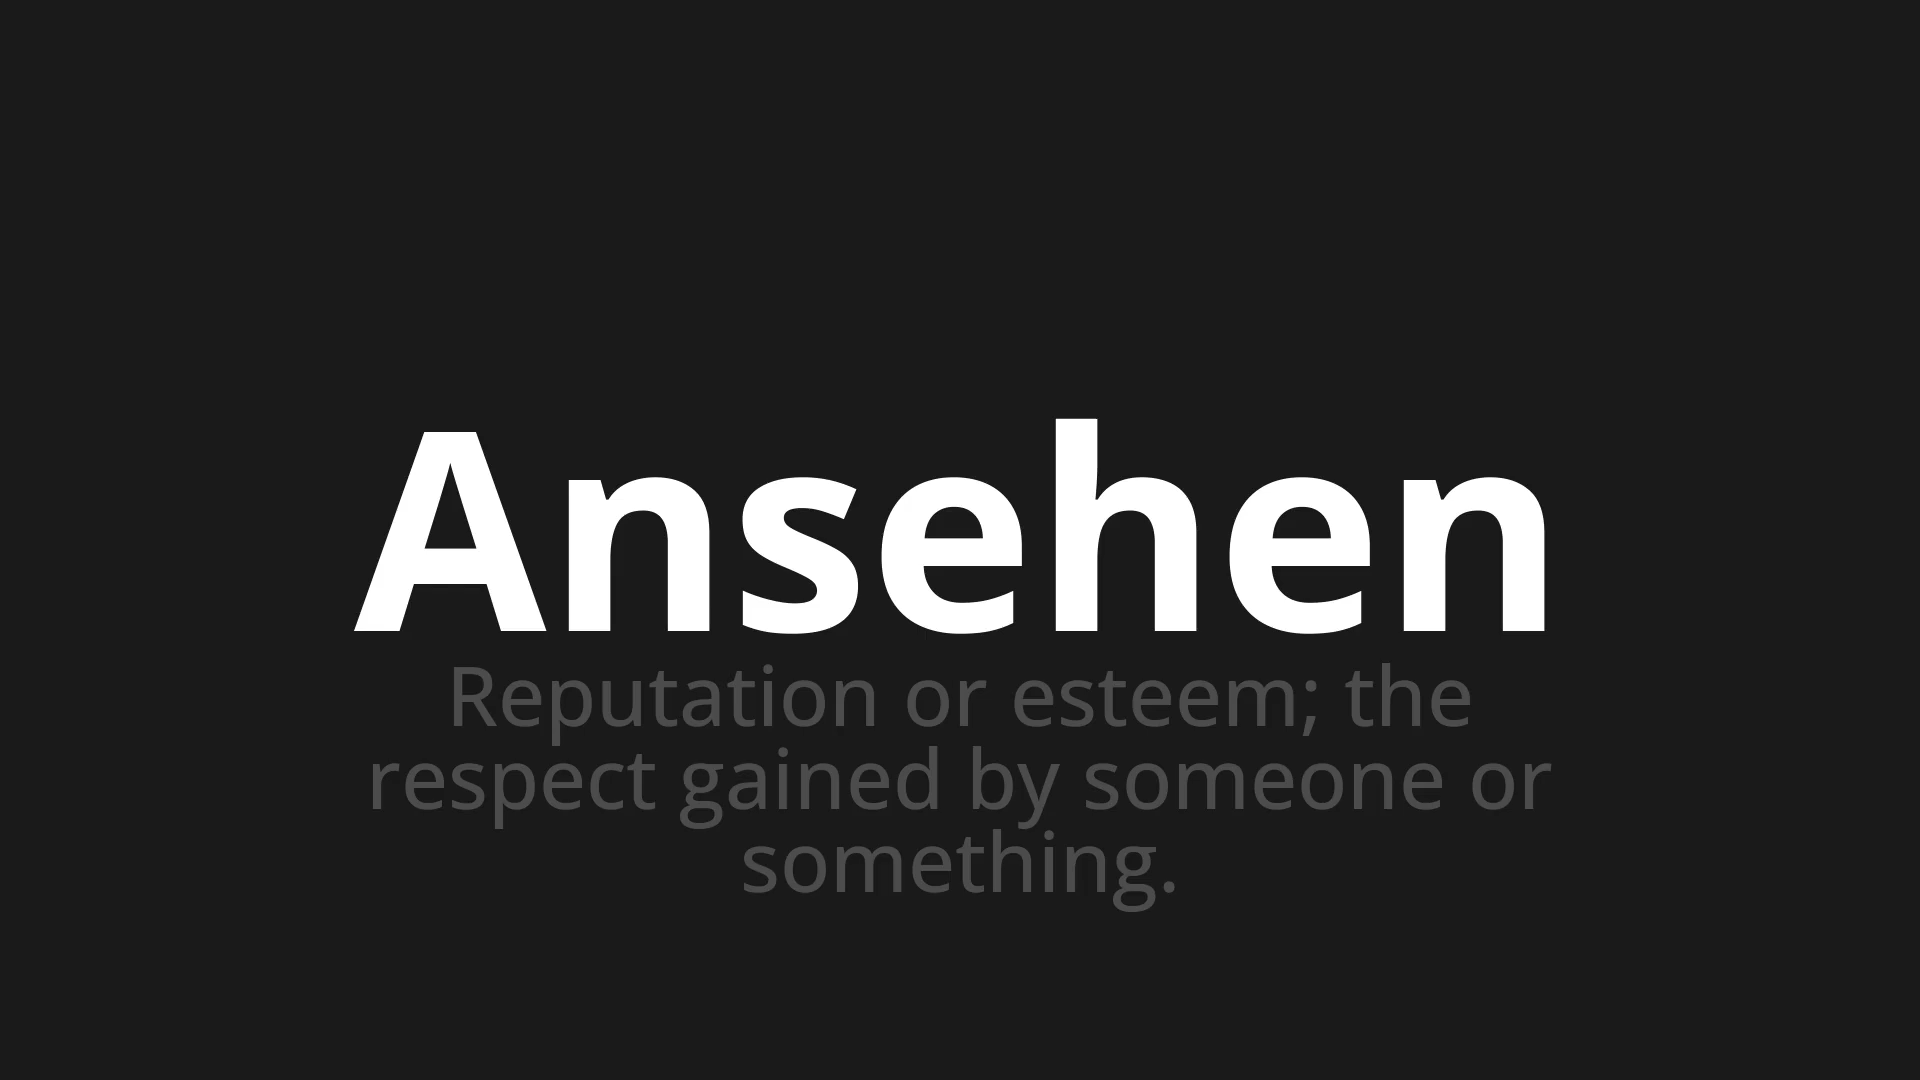 Ansehen
Reputation or esteem; the
respect gained by someone or
something.